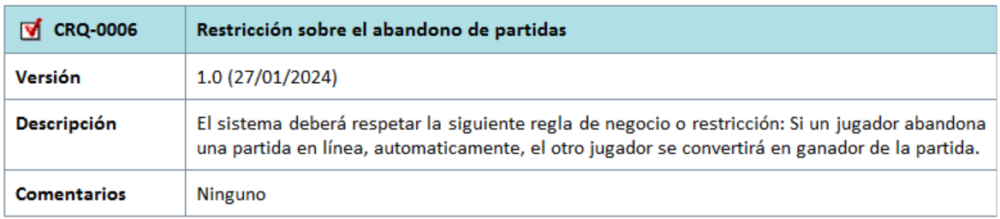 CRQ-0006 Restricción sobre el abandono de partidas
Versión 1.0 (27/01/2024)
Descripción El sistema deberá respetar la siguiente regla de negocio o restricción: Si un jugador abandona
una partida en línea, automaticamente, el otro jugador se convertirá en ganador de la partida.
Comentarios Ninguno